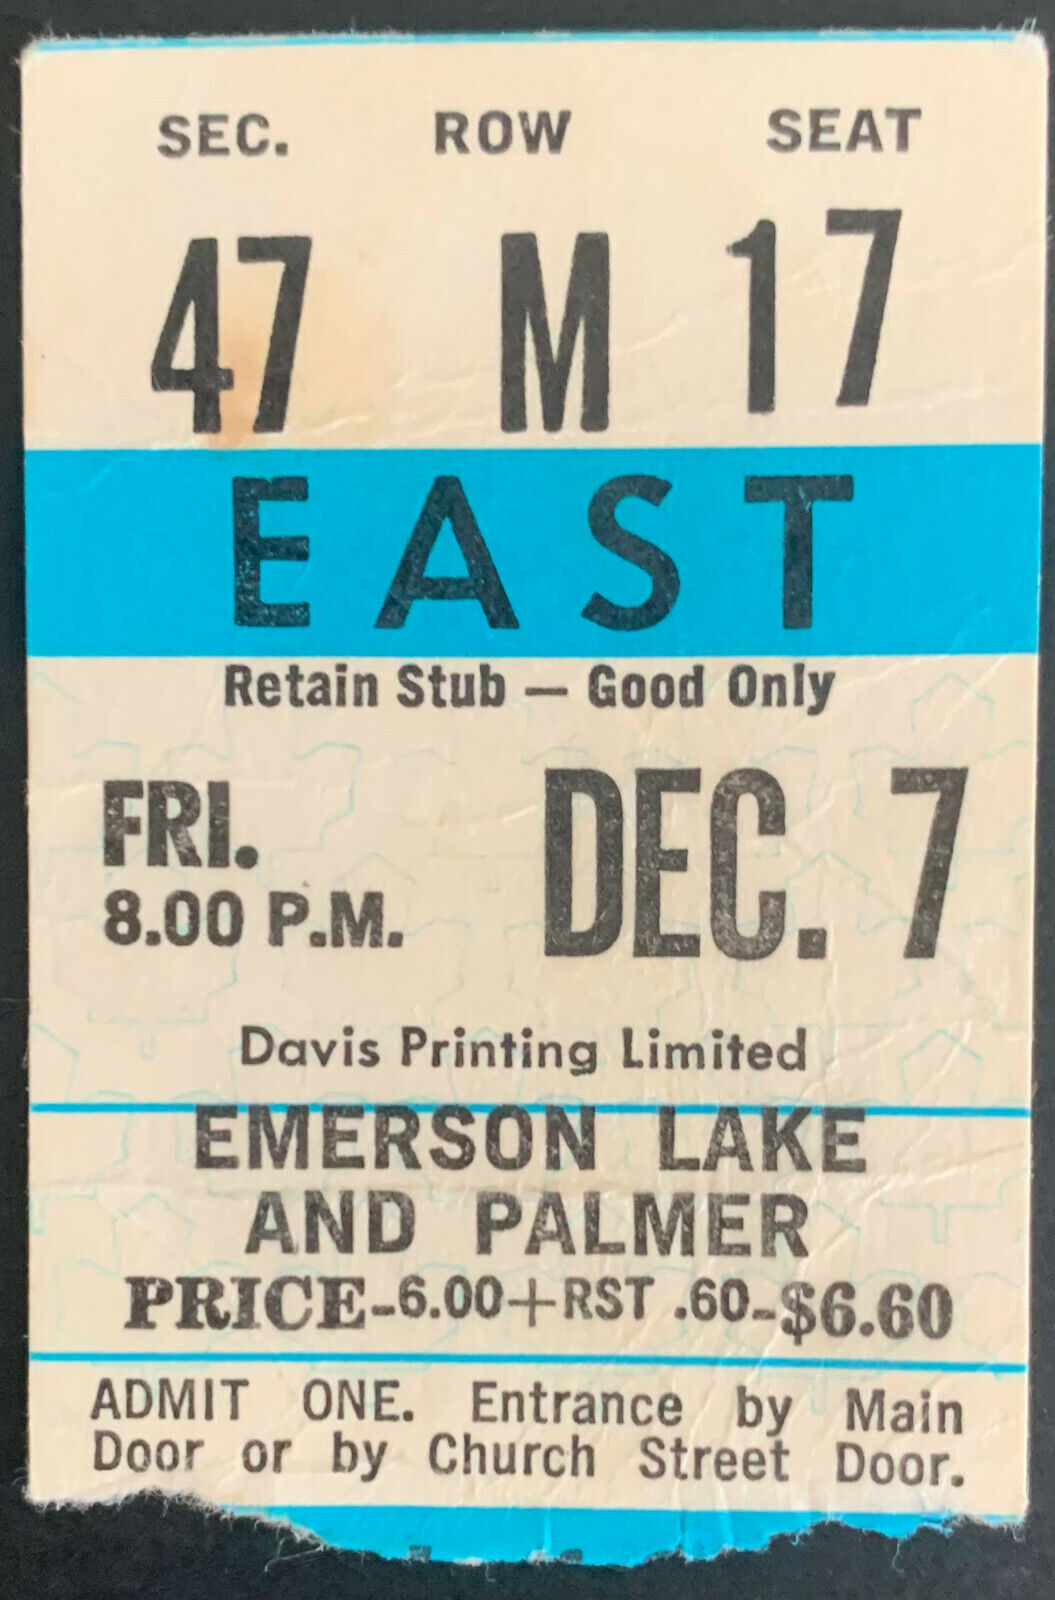 SEC. ROW SEAT
47 M 17
EAST
Retain Stub — Good Only
FRI. DEC. 7
8.00 P.M.
Davis Printing Limited
EMERSON LAKE
AND PALMER
PRICE-6.00+RST .60-$6.60
ADMIT ONE. Entrance by Main
Door or by Church Street Door.